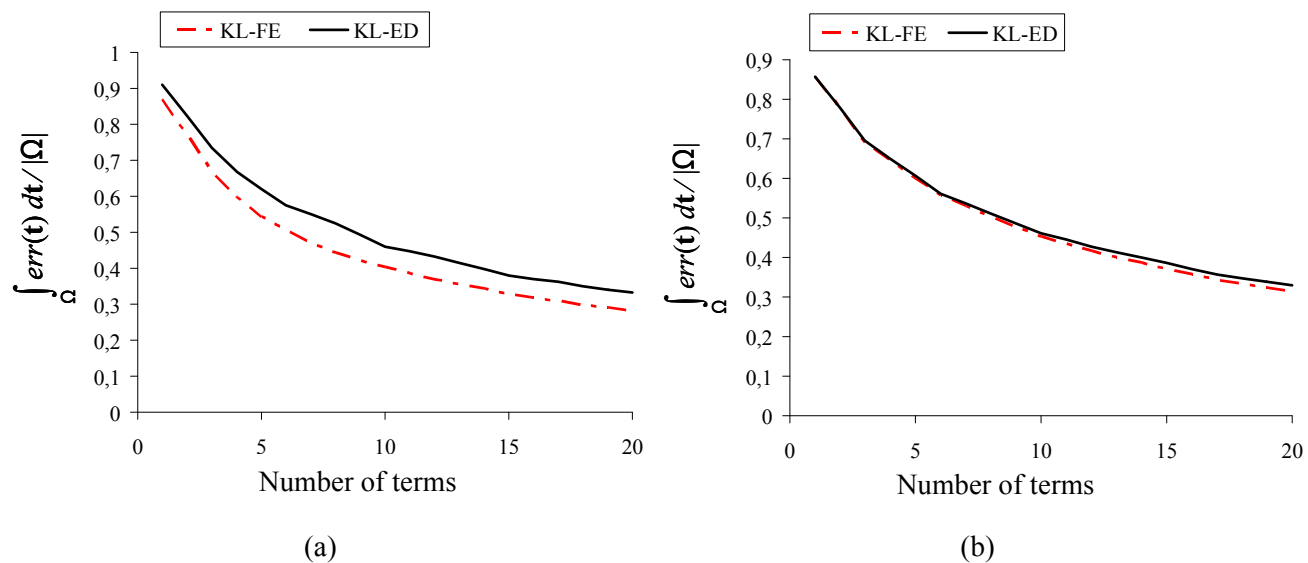 KL-FE KL-ED
1
0,9
0,8
0,7
0,6
0,5
0,4
0,3
0,2
0,1
0
0 5 10 15 20
∫Ω err(t) dt/|Ω|
Number of terms
(a)
KL-FE KL-ED
0,9
0,8
0,7
0,6
0,5
0,4
0,3
0,2
0,1
0
0 5 10 15 20
∫Ω err(t) dt/|Ω|
Number of terms
(b)